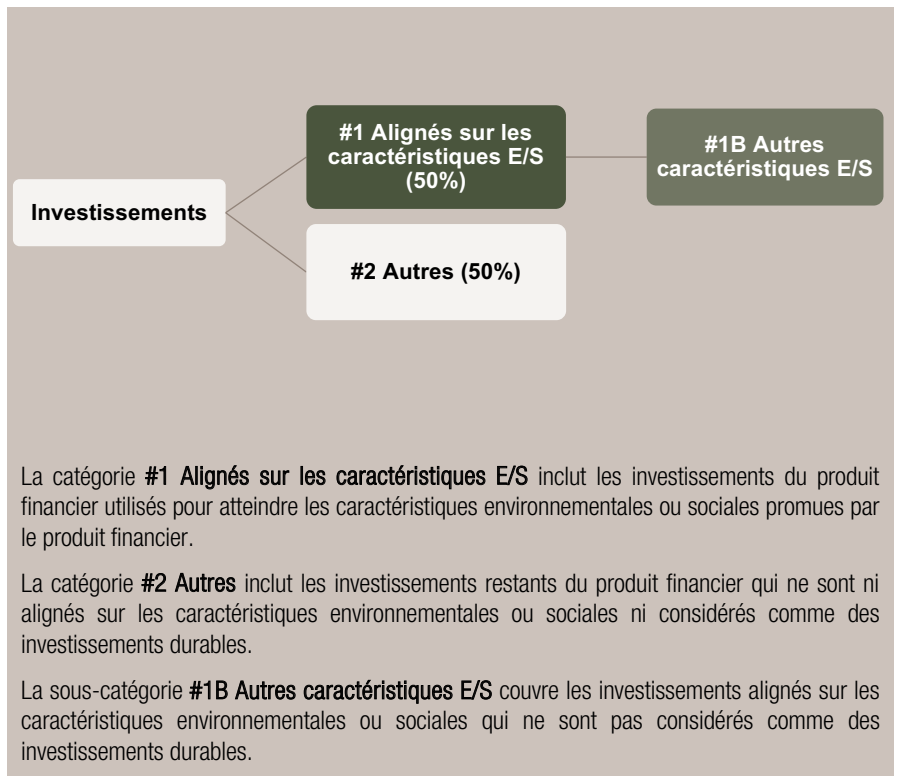 #1 Alignés sur les
caractéristiques E/S
(50%)
#1B Autres
caractéristiques E/S
Investissements
#2 Autres (50%)
La catégorie #1 Alignés sur les caractéristiques E/S inclut les investissements du produit
financier utilisés pour atteindre les caractéristiques environnementales ou sociales promues par
le produit financier.
La catégorie #2 Autres inclut les investissements restants du produit financier qui ne sont ni
alignés sur les caractéristiques environnementales ou sociales ni considérés comme des
investissements durables.
La sous-catégorie #1B Autres caractéristiques E/S couvre les investissements alignés sur les
caractéristiques environnementales ou sociales qui ne sont pas considérés comme des
investissements durables.